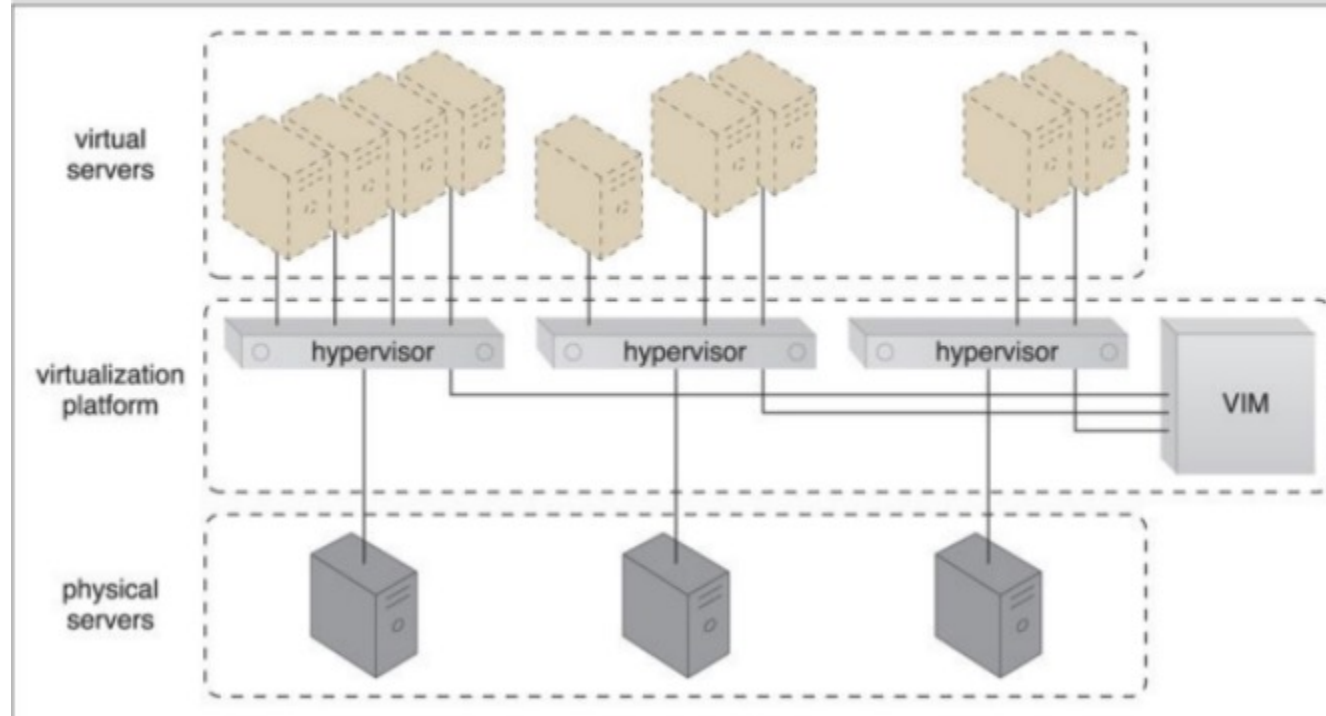 virtual
servers
hypervisor
hypervisor
hypervisor
virtualization
platform
VIM
physical
servers